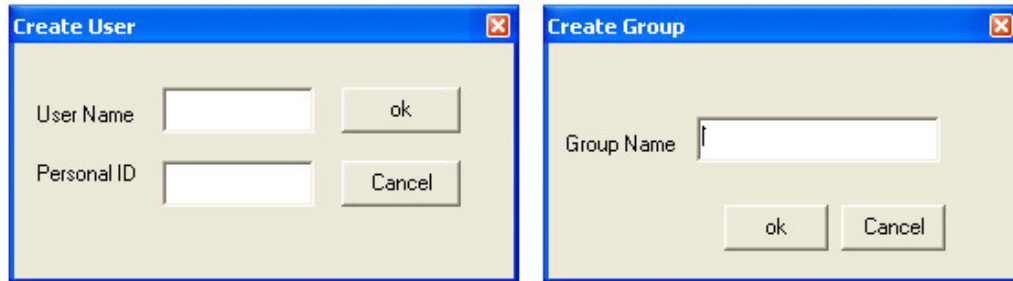 Create User
User Name
ok
Personal ID
Cancel
Create Group
Group Name
ok Cancel